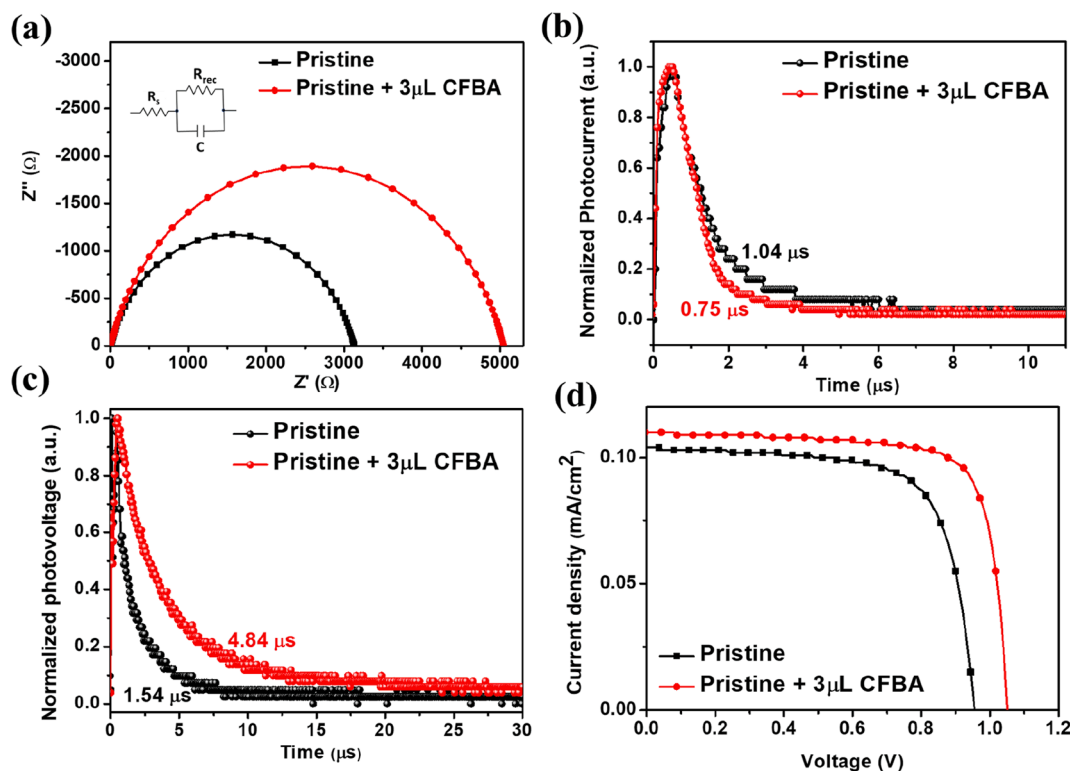 (a)
Pristine
Pristine + 3μL CFBA
Rrec
Rs
C
-3000
-2500
-2000
-1500
-1000
-500
0
Z'' (Ω)
0 1000 2000 3000 4000 5000
Z' (Ω)
(b)
Pristine
Pristine + 3μL CFBA
1.04 μs
0.75 μs
1.0
0.8
0.6
0.4
0.2
0.0
Normalized Photocurrent (a.u.)
0 2 4 6 8 10
Time (μs)
(c)
Pristine
Pristine + 3μL CFBA
4.84 μs
1.54 μs
1.0
0.8
0.6
0.4
0.2
0.0
Normalized photovoltage (a.u.)
0 5 10 15 20 25 30
Time (μs)
(d)
0.10
0.05
0.00
Current density (mA/cm²)
Pristine
Pristine + 3μL CFBA
0.0 0.2 0.4 0.6 0.8 1.0 1.2
Voltage (V)